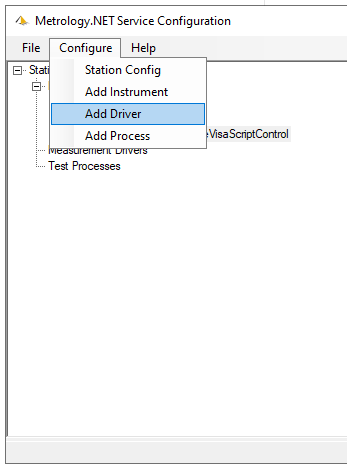 Metrology.NET Service Configuration
File Configure Help
Station Config
Add Instrument
Add Driver
Add Process
Measurement Drivers
Test Processes